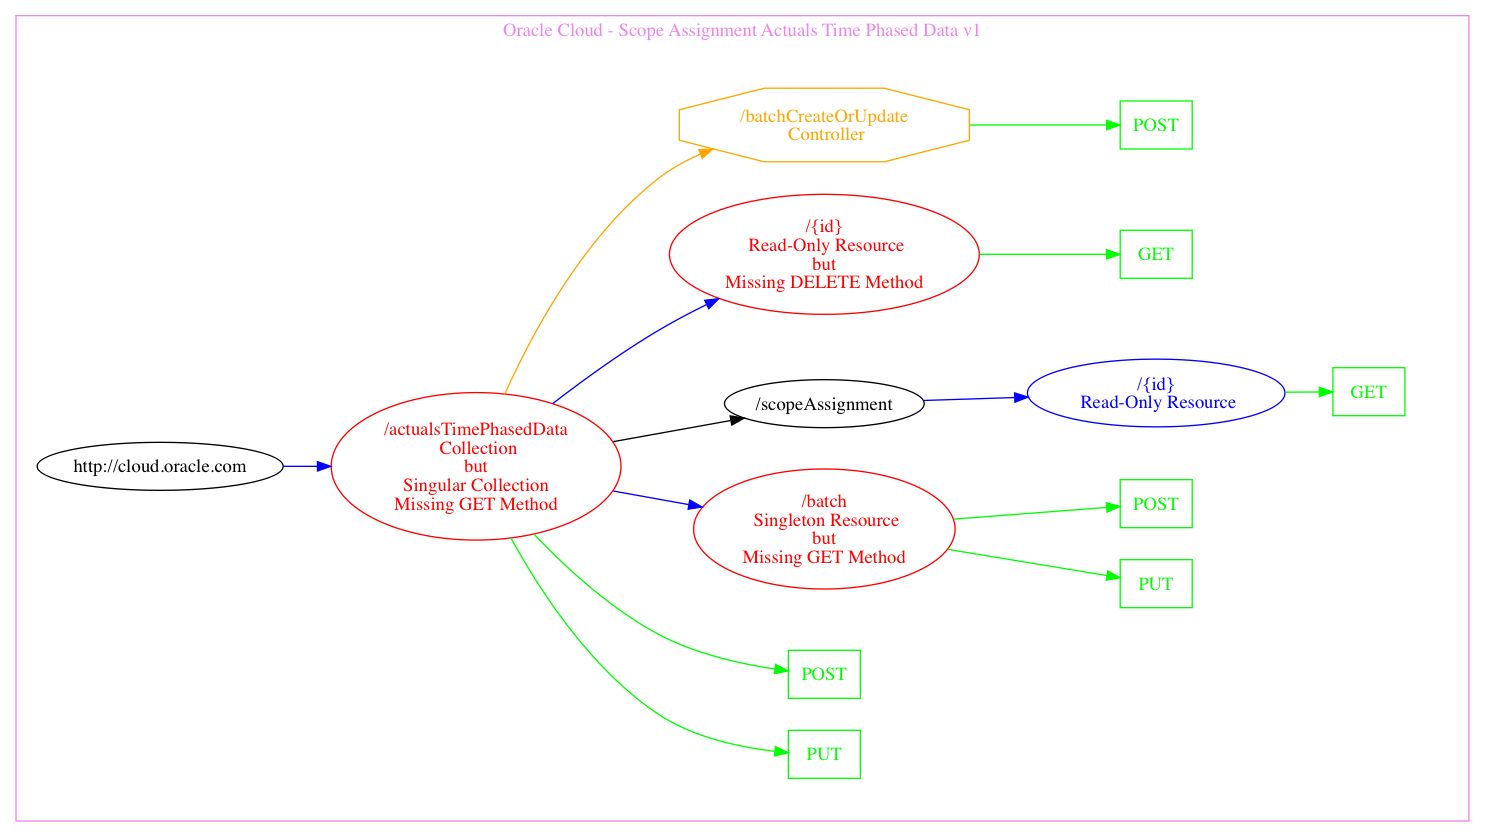 Oracle Cloud - Scope Assignment Actuals Time Phased Data v1
/batchCreateOrUpdate
Controller
POST
/{id}
Read-Only Resource
but
Missing DELETE Method
GET
/scopeAssignment
/{id}
Read-Only Resource
GET
http://cloud.oracle.com
/actualsTimePhasedData
Collection
but
Singular Collection
Missing GET Method
/batch
Singleton Resource
but
Missing GET Method
POST
PUT
POST
PUT